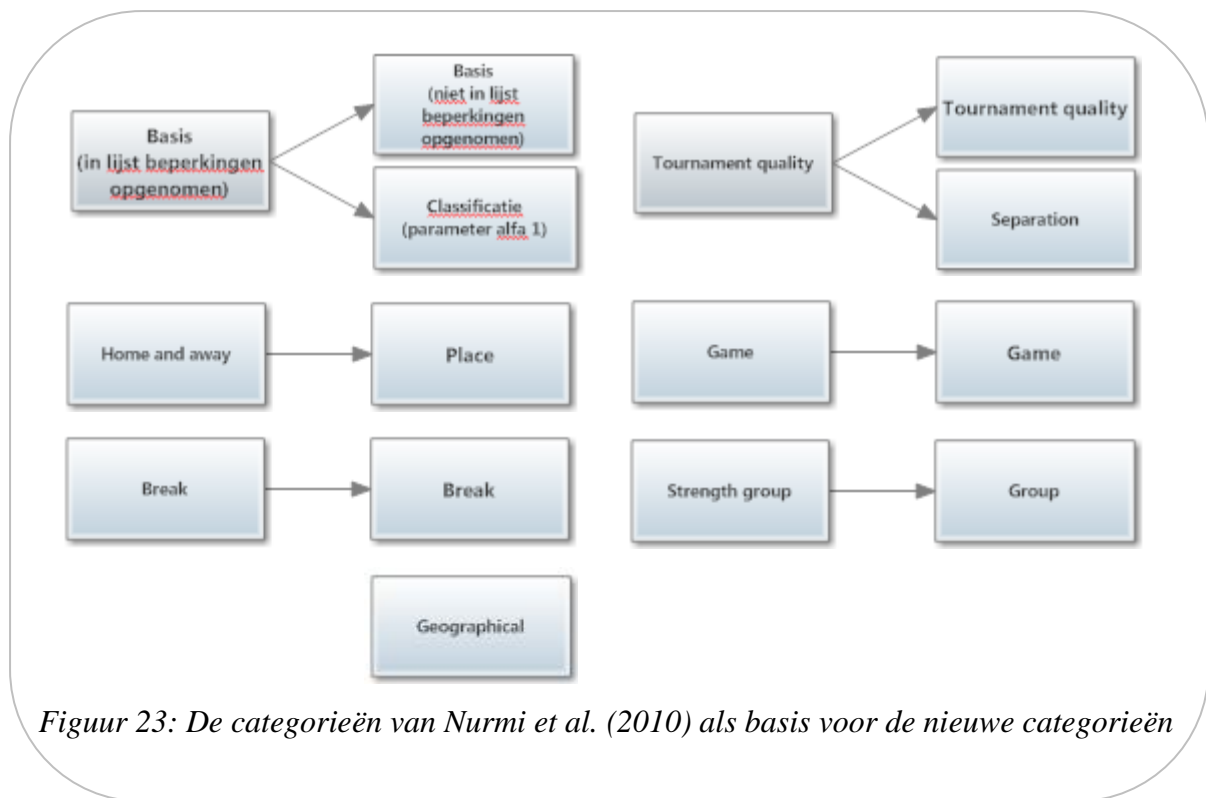 Basis
(in lijst beperkingen
opgenomen)
Basis
(niet in lijst
beperkingen
opgenomen)
Classificatie
(parameter alfa 1)
Tournament quality
Tournament quality
Separation
Home and away
Place
Game
Game
Break
Break
Strength group
Group
Geographical
Figuur 23: De categorieën van Nurmi et al. (2010) als basis voor de nieuwe categorieën